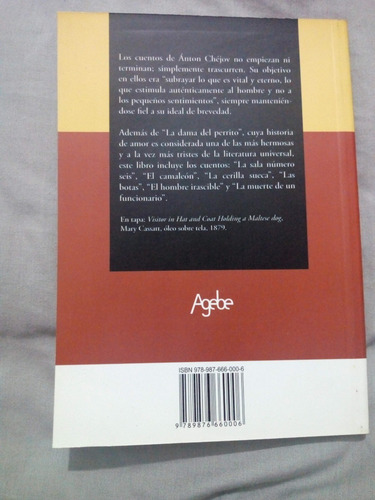 Los cuentos de Ánton Chéjov no empiezan ni
terminan; simplemente trascurren. Su objetivo
en ellos era "subrayar lo que es vital y eterno, lo
que estimula auténticamente al hombre y no a
los pequeños sentimientos", siempre mantenién-
dose fiel a su ideal de brevedad.
Además de "La dama del perrito", cuya historia
de amor es considerada una de las más hermosas
y a la vez más tristes de la literatura universal,
este libro incluye los cuentos: "La sala número
seis", "El camaleón", "La cerilla sueca", "Las
botas", "El hombre irascible" y "La muerte de un
funcionario".
En tapa: Visitor in Hat and Coat Holding a Maltese dog,
Mary Cassatt, óleo sobre tela, 1879.
Agebe
ISBN 978-987-666-000-6
9 789876 660006